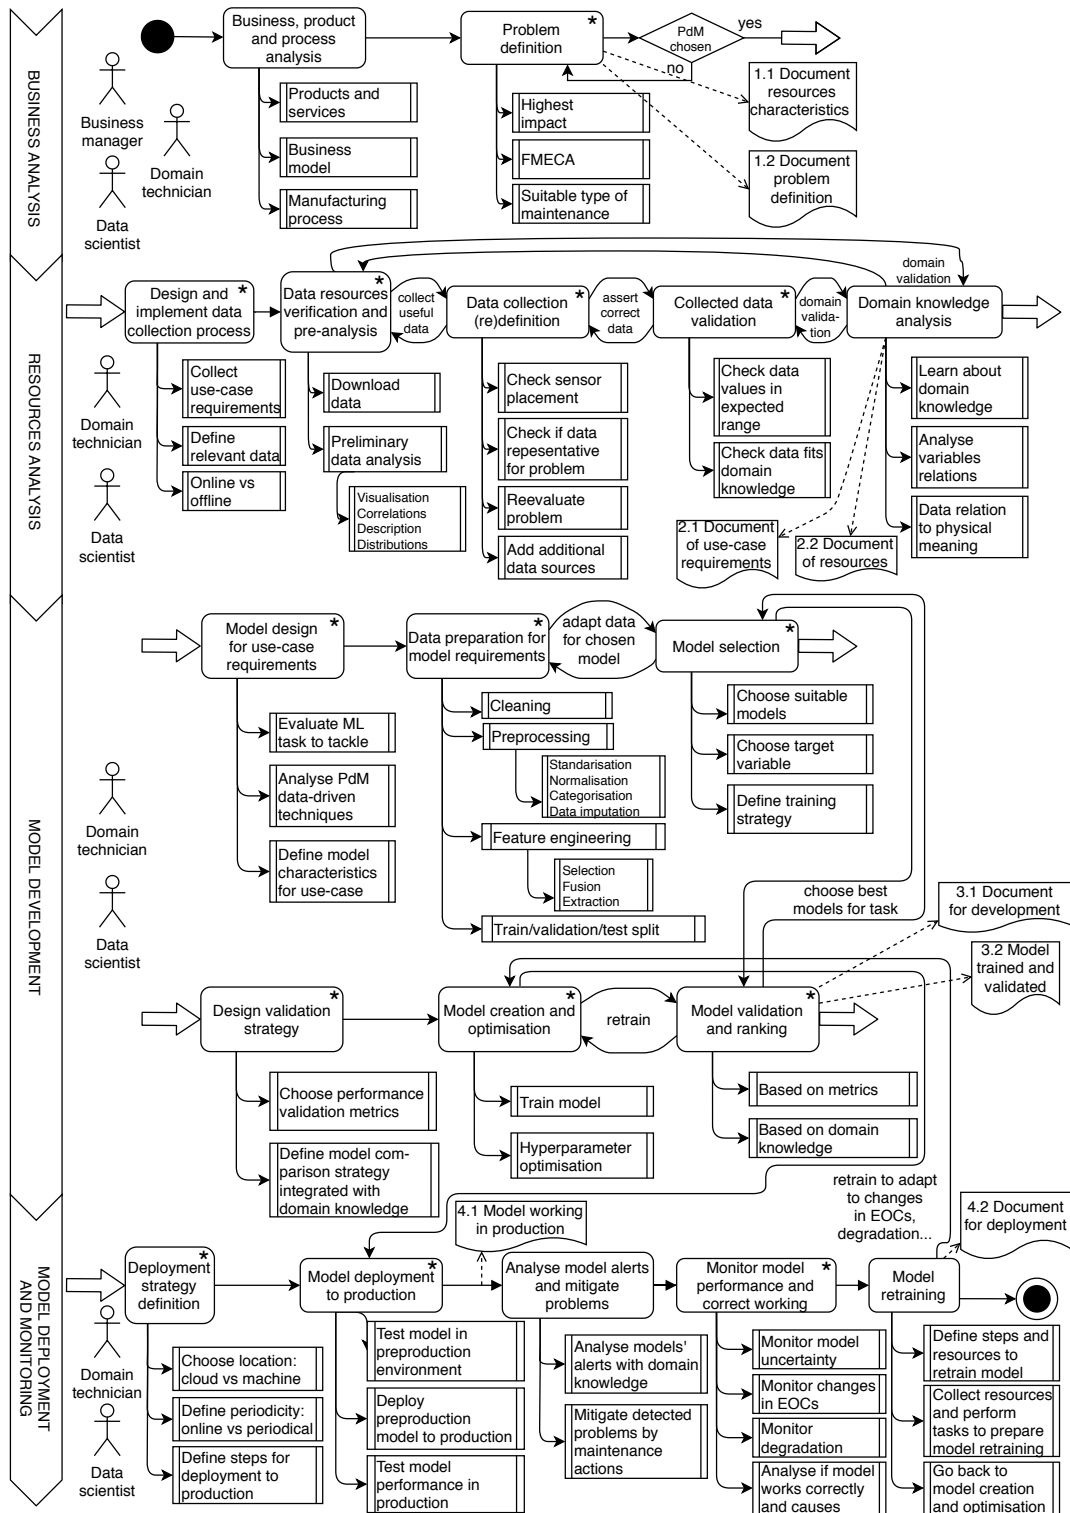 BUSINESS ANALYSIS
Business, product
and process
analysis
*
Problem
definition
PdM
chosen
yes
no
Business
manager
Domain
technician
Data
scientist
Products and
services
Business
model
Manufacturing
process
Highest
impact
FMECA
Suitable type of
maintenance
1.1 Document
resources
characteristics
1.2 Document
problem
definition
RESOURCES ANALYSIS
Design and
implement data
collection process
*
Data resources
verification and
pre-analysis
*
collect
useful
data
Data collection
(re)definition
*
assert
correct
data
Collected data
validation
*
domain
valida-
tion
domain
validation
Domain knowledge
analysis
*
Domain
technician
Data
scientist
Collect
use-case
requirements
Define
relevant data
Online vs
offline
Download
data
Preliminary
data analysis
Visualisation
Correlations
Description
Distributions
Check sensor
placement
Check if data
repesentative
for problem
Reevaluate
problem
Add additional
data sources
Check data
values in
expected
range
Check data fits
domain
knowledge
Learn about
domain
knowledge
Analyse
variables
relations
Data relation
to physical
meaning
2.1 Document
of use-case
requirements
2.2 Document
of resources
MODEL DEVELOPMENT
Model design
for use-case
requirements
*
Data preparation for
model requirements
*
adapt data
for chosen
model
Model selection
*
Evaluate ML
task to tackle
Analyse PdM
data-driven
techniques
Define model
characteristics
for use-case
Cleaning
Preprocessing
Standarisation
Normalisation
Categorisation
Data imputation
Feature engineering
Selection
Fusion
Extraction
Train/validation/test split
Choose suitable
models
Choose target
variable
Define training
strategy
Domain
technician
Data
scientist
choose best
models for task
3.1 Document
for development
3.2 Model
trained and
validated
Design validation
strategy
*
Model creation and
optimisation
*
retrain
Model validation
and ranking
*
Choose performance
validation metrics
Define model com-
parison strategy
integrated with
domain knowledge
Train model
Hyperparameter
optimisation
Based on metrics
Based on domain
knowledge
retrain to adapt
to changes
in EOCs,
degradation...
MODEL DEPLOYMENT
AND MONITORING
4.1 Model working
in production
4.2 Document
for deployment
Deployment
strategy
definition
*
Model deployment
to production
*
Analyse model alerts
and mitigate
problems
Monitor model
performance and
correct working
*
Model
retraining
Domain
technician
Data
scientist
Choose location:
cloud vs machine
Define periodicity:
online vs periodical
Define steps for
deployment to
production
Test model in
preproduction
environment
Deploy
preproduction
model to production
Test model
performance in
production
Analyse models'
alerts with domain
knowledge
Mitigate detected
problems by
maintenance
actions
Monitor model
uncertainty
Monitor changes
in EOCs
Monitor
degradation
Analyse if model
works correctly
and causes
Define steps and
resources to
retrain model
Collect resources
and perform
tasks to prepare
model retraining
Go back to
model creation
and optimisation